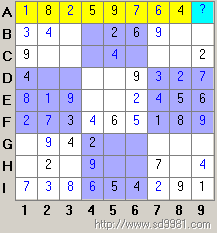 A 1 8 2 5 9 7 6 4 ?
B 3 4 2 6 9
C 9 4 2
D 4 9 3 2 7
E 8 1 9 2 4 5 6
F 2 7 3 4 6 5 1 8 9
G 9 4 2
H 2 9 7 4
I 7 3 8 6 5 4 2 9 1
1 2 3 4 5 6 7 8 9
http://www.sd9981.com